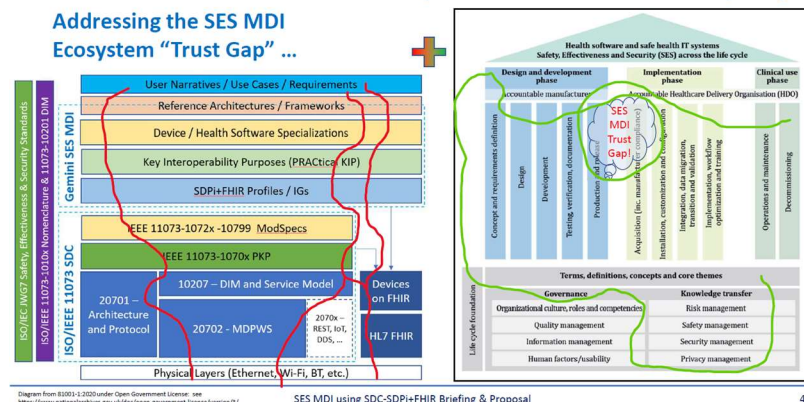 Addressing the SES MDI
Ecosystem “Trust Gap” ...
ISO/IEC JWG7 Safety, Effectiveness & Security Standards
ISO/IEEE 11073-1010x Nomenclature & 11073-10201 DIM
Gemini SES MDI
User Narratives / Use Cases / Requirements
Reference Architectures / Frameworks
Device / Health Software Specializations
Key Interoperability Purposes (PRACtical KIP)
SDPi+FHIR Profiles / IGs
ISO/IEEE 11073 SDC
IEEE 11073-1072x -10799 ModSpecs
IEEE 11073-1070x PKP
20701 –
Architecture
and Protocol
10207 – DIM and Service Model
20702 - MDPWS
2070x –
REST, IoT,
DDS, ...
Devices
on FHIR
HL7 FHIR
Physical Layers (Ethernet, Wi-Fi, BT, etc.)
Health software and safe health IT systems
Safety, Effectiveness and Security (SES) across the life cycle
Design and development
phase
Implementation
phase
Clinical use
phase
Accountable manufacturer
Accountable Healthcare Delivery Organisation (HDO)
SES
MDI
Trust
Gap!
Concept and requirements definition
Design
Development
Testing, verification, documentation
Production and release
Acquisition (inc. manufacturer compliance)
Installation, customization and configuration
Integration, data migration,
transition and validation
Implementation, workflow
optimization and training
Operations and maintenance
Decommissioning
Life cycle foundation
Terms, definitions, concepts and core themes
Governance
Organizational culture, roles and competencies
Quality management
Information management
Human factors/usability
Knowledge transfer
Risk management
Safety management
Security management
Privacy management
Diagram from 81001-1:2020 under Open Government License: see
SES MDI using SDC-SDPi+FHIR Briefing & Proposal
4